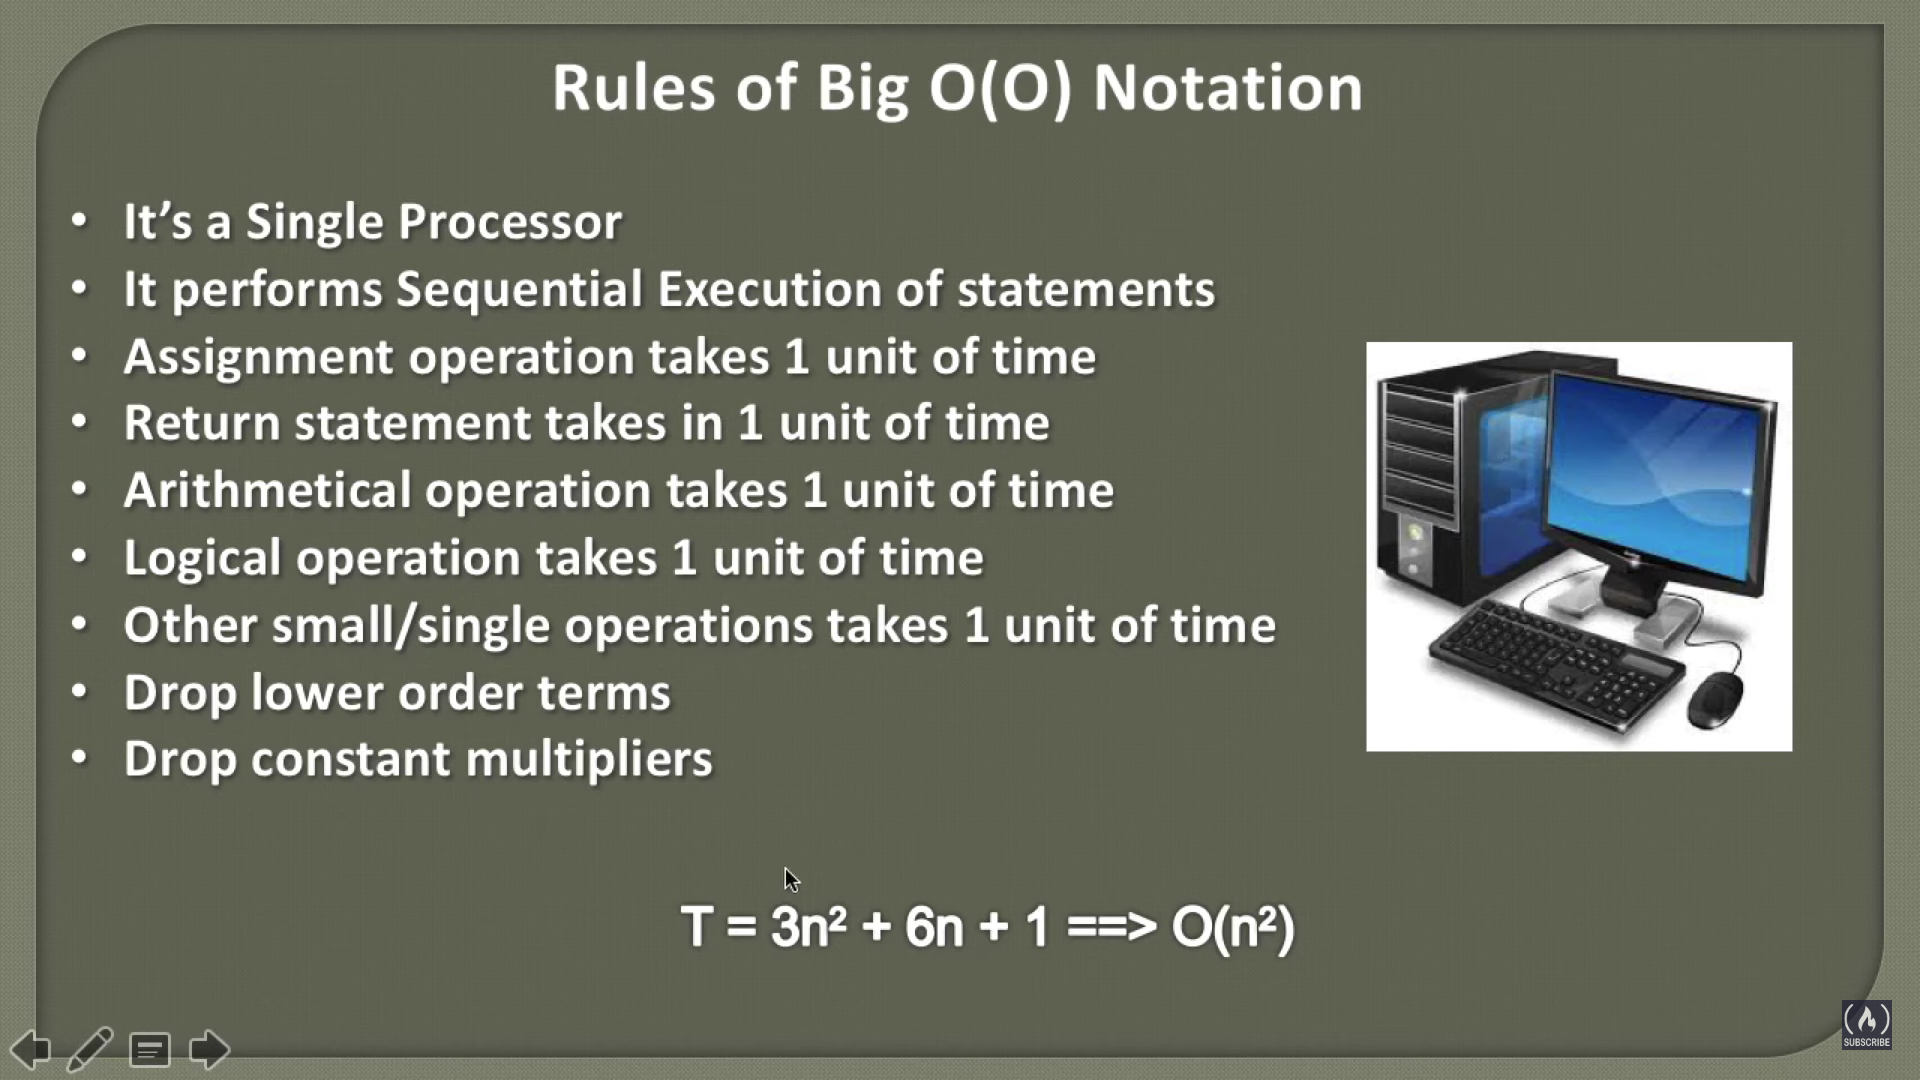 Rules of Big O(O) Notation
• It’s a Single Processor
• It performs Sequential Execution of statements
• Assignment operation takes 1 unit of time
• Return statement takes in 1 unit of time
• Arithmetical operation takes 1 unit of time
• Logical operation takes 1 unit of time
• Other small/single operations takes 1 unit of time
• Drop lower order terms
• Drop constant multipliers
T = 3n² + 6n + 1 ==> O(n²)
SUBSCRIBE